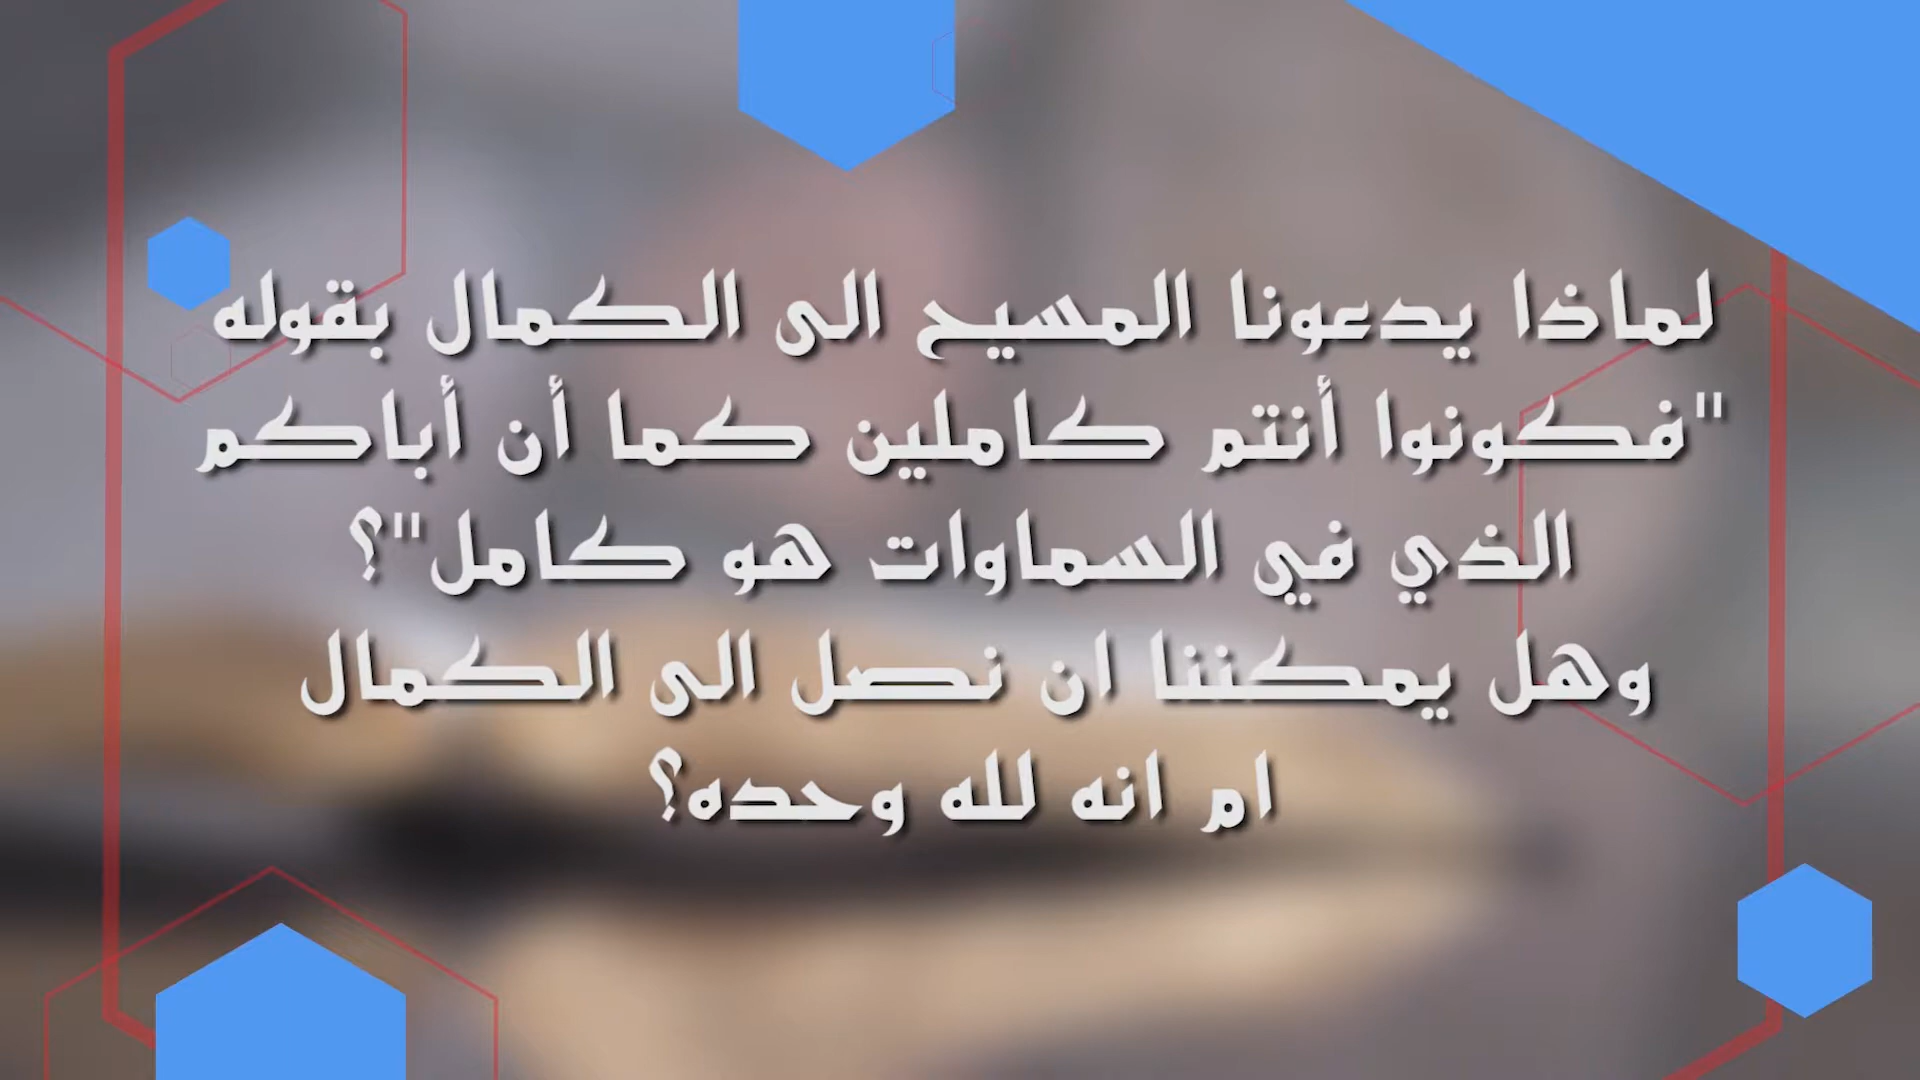 لماذا يدعونا المسيح الى الكمال بقوله
"فكونوا أنتم كاملين كما أن أباكم
الذي في السماوات هو كامل"؟
وهل يمكننا ان نصل الى الكمال
ام انه لله وحده؟